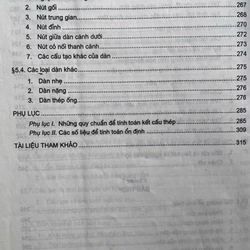 2. Nút gối 267
3. Nút trung gian 268
4. Nút đỉnh 270
5. Nút giữa dàn cánh dưới 270
6. Nút có nối thanh cánh 273
7. Các cấu tạo khác của dàn 274
§5.4. Các loại dàn khác 275
1. Dàn nhẹ 275
2. Dàn nặng 276
3. Dàn thép ống 276
PHỤ LỤC 285
Phụ lục I. Những quy chuẩn để tính toán kết cấu thép 285
Phụ lục II. Các số liệu để tính toán ổn định 309
TÀI LIỆU THAM KHẢO 315